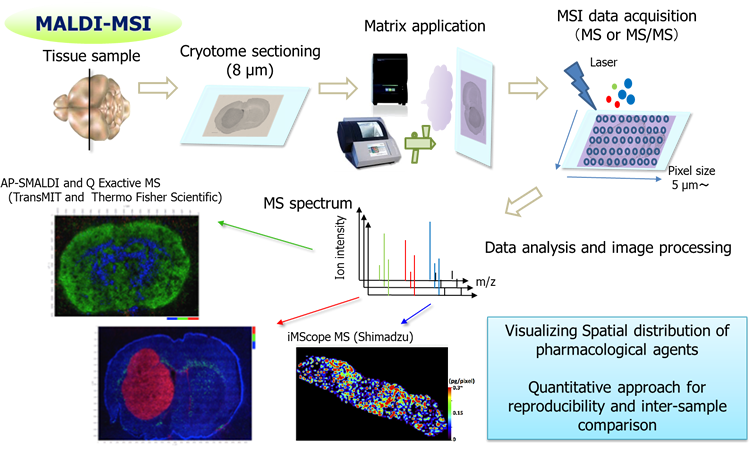 MALDI-MSI
Tissue sample
Cryotome sectioning
(8 µm)
Matrix application
MSI data acquisition
(MS or MS/MS)
Laser
Pixel size
5 µm～
AP-SMALDI and Q Exactive MS
(TransMIT and Thermo Fisher Scientific)
MS spectrum
Ion intensity
m/z
Data analysis and image processing
iMScope MS (Shimadzu)
(pg/pixel)
0.15
0
Visualizing Spatial distribution of
pharmacological agents
Quantitative approach for
reproducibility and inter-sample
comparison